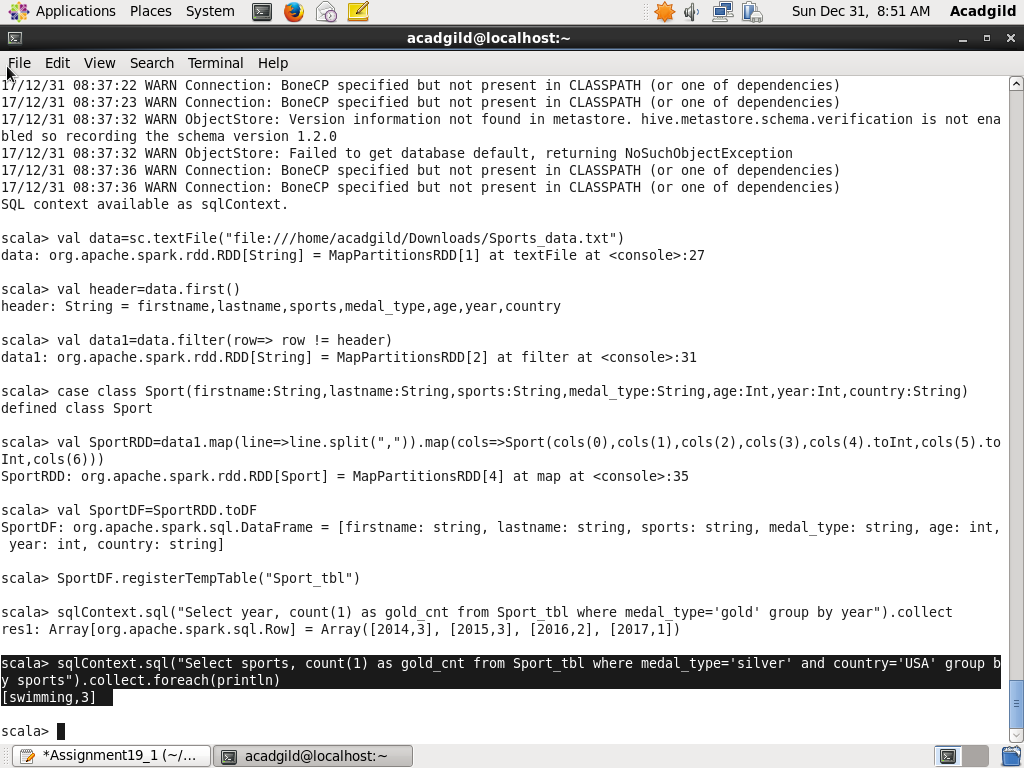 Applications Places System Sun Dec 31, 8:51 AM Acadgild
acadgild@localhost:~
File Edit View Search Terminal Help
17/12/31 08:37:22 WARN Connection: BoneCP specified but not present in CLASSPATH (or one of dependencies)
17/12/31 08:37:23 WARN Connection: BoneCP specified but not present in CLASSPATH (or one of dependencies)
17/12/31 08:37:32 WARN ObjectStore: Version information not found in metastore. hive.metastore.schema.verification is not ena
bled so recording the schema version 1.2.0
17/12/31 08:37:32 WARN ObjectStore: Failed to get database default, returning NoSuchObjectException
17/12/31 08:37:36 WARN Connection: BoneCP specified but not present in CLASSPATH (or one of dependencies)
17/12/31 08:37:36 WARN Connection: BoneCP specified but not present in CLASSPATH (or one of dependencies)
SQL context available as sqlContext.
scala> val data=sc.textFile("file:///home/acadgild/Downloads/Sports_data.txt")
data: org.apache.spark.rdd.RDD[String] = MapPartitionsRDD[1] at textFile at <console>:27
scala> val header=data.first()
header: String = firstname,lastname,sports,medal_type,age,year,country
scala> val data1=data.filter(row=> row != header)
data1: org.apache.spark.rdd.RDD[String] = MapPartitionsRDD[2] at filter at <console>:31
scala> case class Sport(firstname:String,lastname:String,sports:String,medal_type:String,age:Int,year:Int,country:String)
defined class Sport
scala> val SportRDD=data1.map(line=>line.split(",")).map(cols=>Sport(cols(0),cols(1),cols(2),cols(3),cols(4).toInt,cols(5).to
Int,cols(6)))
SportRDD: org.apache.spark.rdd.RDD[Sport] = MapPartitionsRDD[4] at map at <console>:35
scala> val SportDF=SportRDD.toDF
SportDF: org.apache.spark.sql.DataFrame = [firstname: string, lastname: string, sports: string, medal_type: string, age: int,
year: int, country: string]
scala> SportDF.registerTempTable("Sport_tbl")
scala> sqlContext.sql("Select year, count(1) as gold_cnt from Sport_tbl where medal_type='gold' group by year").collect
res1: Array[org.apache.spark.sql.Row] = Array([2014,3], [2015,3], [2016,2], [2017,1])
scala> sqlContext.sql("Select sports, count(1) as gold_cnt from Sport_tbl where medal_type='silver' and country='USA' group b
y sports").collect.foreach(println)
[swimming,3]
scala>
*Assignment19_1 (~/... acadgild@localhost:~